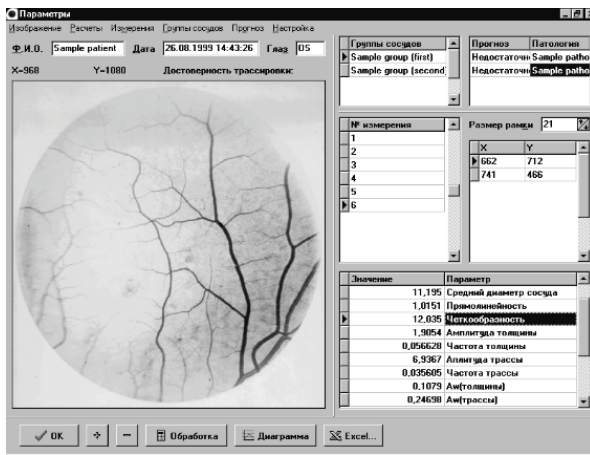 Параметры
Изображение Расчеты Измерения Группы сосудов Прогноз Настройка
Ф.И.О. Sample patient Дата 26.08.1999 14:43:26 Глаз OS
X=968 Y=1080 Достоверность трассировки:
Группы сосудов
Sample group (first)
Sample group (second
Прогноз Патология
Недостаточн Sample patho
Недостаточн Sample patho
№ измерения
1
2
3
4
5
6
Размер рамки 21
X Y
662 712
741 466
Значение Параметр
11,195 Средний диаметр сосуда
1,0151 Прямолинейность
12,035 Четкообразность
1,9054 Амплитуда толщины
0,056628 Частота толщины
6,9367 Апплитуда трассы
0,035605 Частота трассы
0,1079 Aw(толщины)
0,24698 Aw(трассы)
OK + − Обработка Диаграмма Excel...